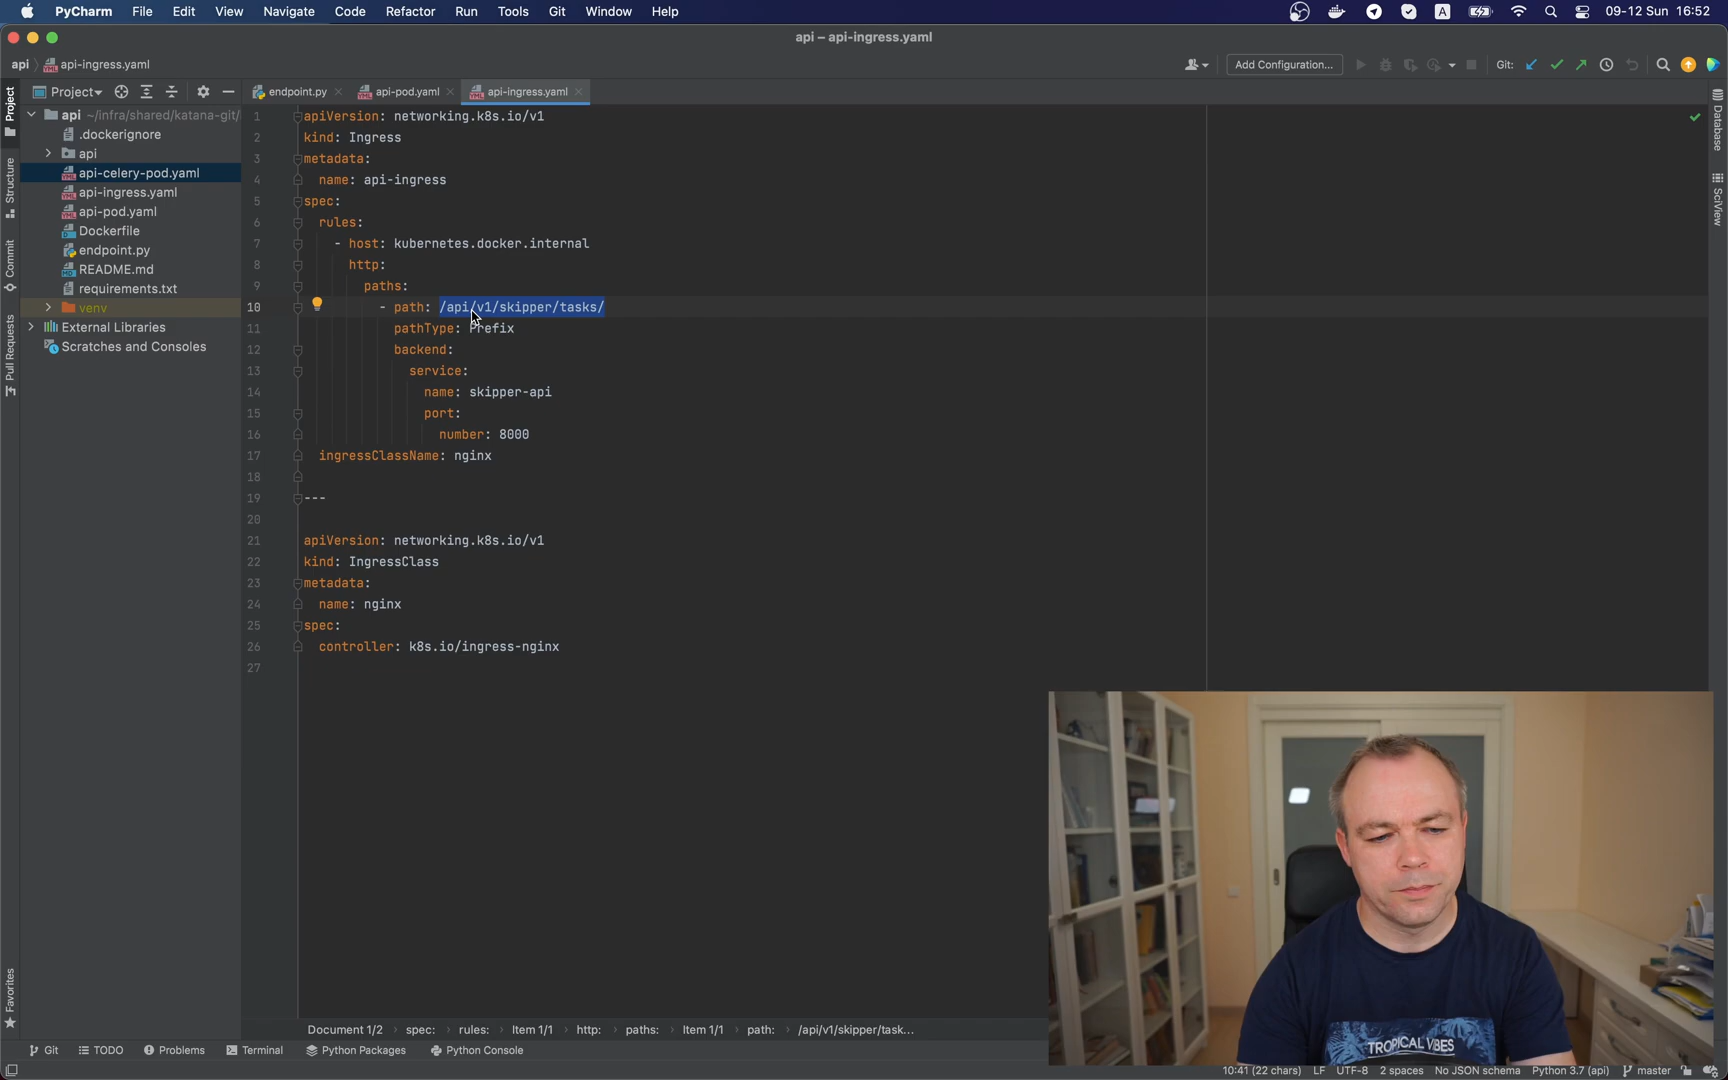 PyCharm File Edit View Navigate Code Refactor Run Tools Git Window Help
A 09-12 Sun 16:52
api – api-ingress.yaml
api api-ingress.yaml
Add Configuration...
Git:
Project
endpoint.py
api-pod.yaml
api-ingress.yaml
Project
Structure
Commit
Pull Requests
Favorites
api ~/infra/shared/katana-git/
.dockerignore
api
api-celery-pod.yaml
api-ingress.yaml
api-pod.yaml
Dockerfile
endpoint.py
README.md
requirements.txt
venv
External Libraries
Scratches and Consoles
1 apiVersion: networking.k8s.io/v1
2 kind: Ingress
3 metadata:
4 name: api-ingress
5 spec:
6 rules:
7 - host: kubernetes.docker.internal
8 http:
9 paths:
10 - path: /api/v1/skipper/tasks/
11 pathType: Prefix
12 backend:
13 service:
14 name: skipper-api
15 port:
16 number: 8000
17 ingressClassName: nginx
18
19 ---
20
21 apiVersion: networking.k8s.io/v1
22 kind: IngressClass
23 metadata:
24 name: nginx
25 spec:
26 controller: k8s.io/ingress-nginx
27
Database
SciView
TROPICAL VIBES
Document 1/2 spec: rules: Item 1/1 http: paths: Item 1/1 path: /api/v1/skipper/task...
Git TODO Problems Terminal Python Packages Python Console
10:41 (22 chars) LF UTF-8 2 spaces No JSON schema Python 3.7 (api) master